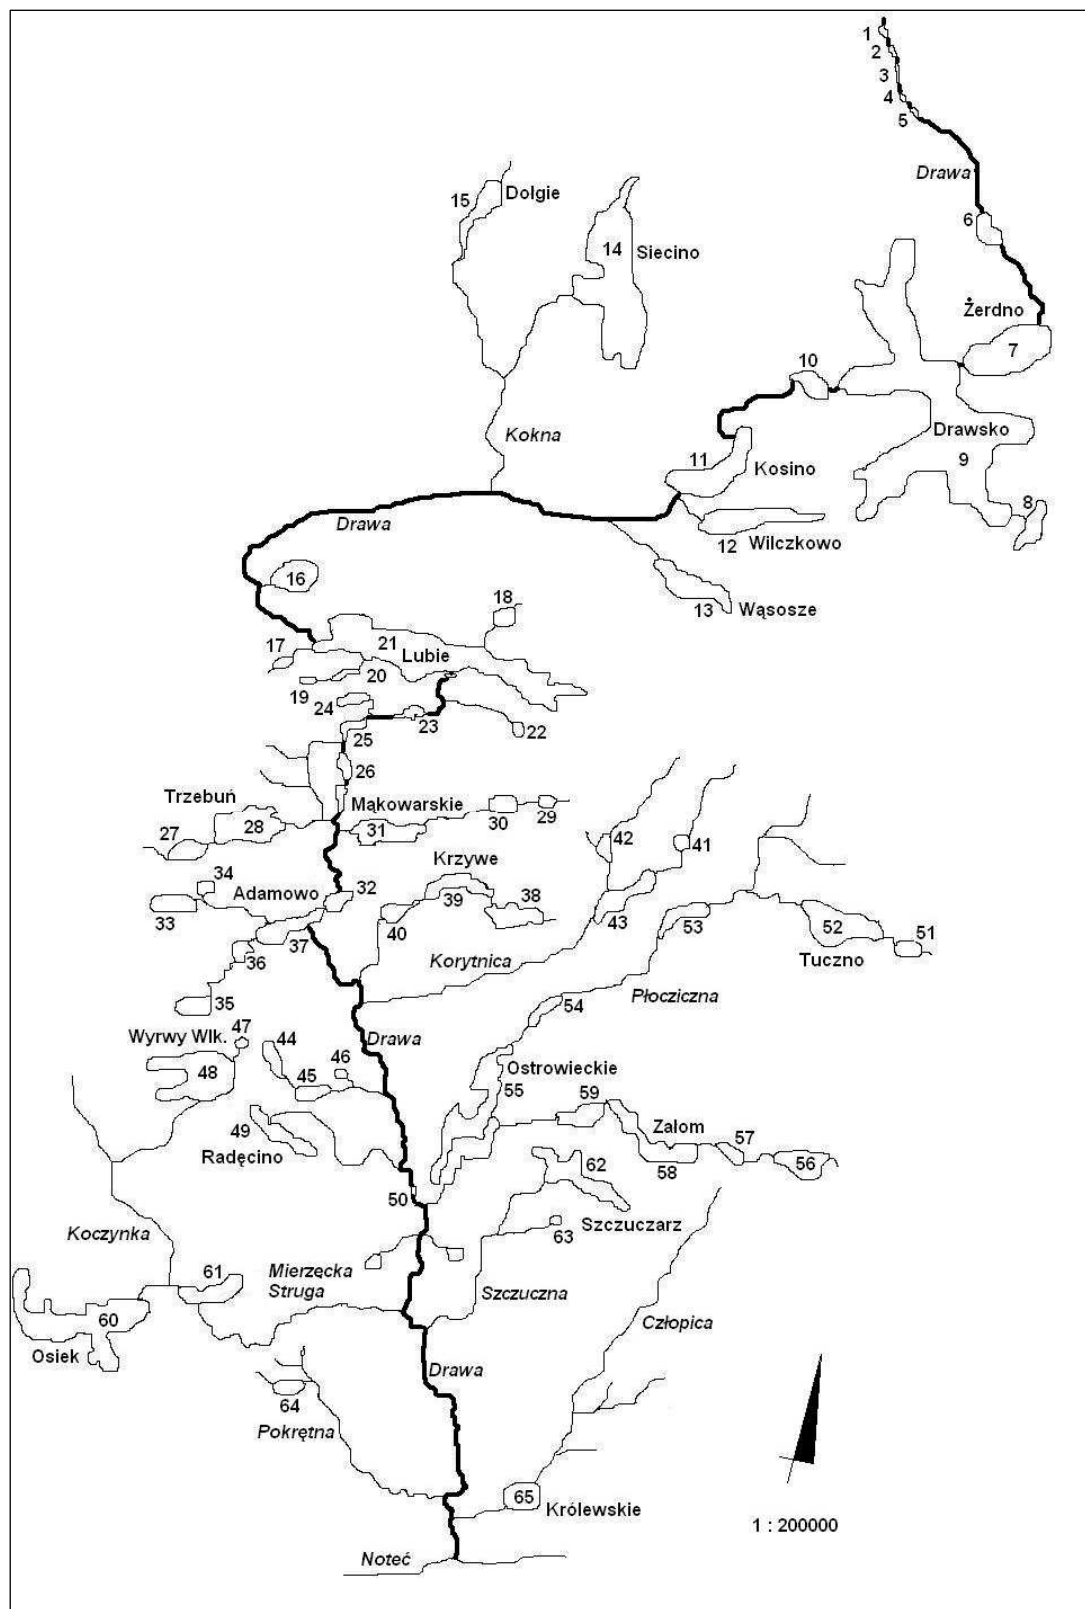 1
2
3
4
5
Drawa
6
15
Dolgie
14
Siecino
Żerdno
7
10
Drawsko
9
Kokna
11
Kosino
8
Drawa
12
Wilczkowo
16
13
Wąsosze
18
17
21
Lubie
19
20
24
22
23
25
26
Trzebuń
Mąkowarskie
27
28
31
30
29
42
41
34
Krzywe
Adamowo
32
33
39
38
40
43
53
52
51
37
36
Tuczno
Korytnica
Płocziczna
35
54
Wyrwy Wlk.
47
44
Drawa
46
48
45
Ostrowieckie
55
59
49
Załom
57
Radęcino
58
56
50
62
Szczuczarz
63
Koczynka
61
Mierzęcka
Struga
Szczuczna
60
Człopica
Osiek
Drawa
64
Pokrętna
65
Królewskie
1 : 200000
Noteć